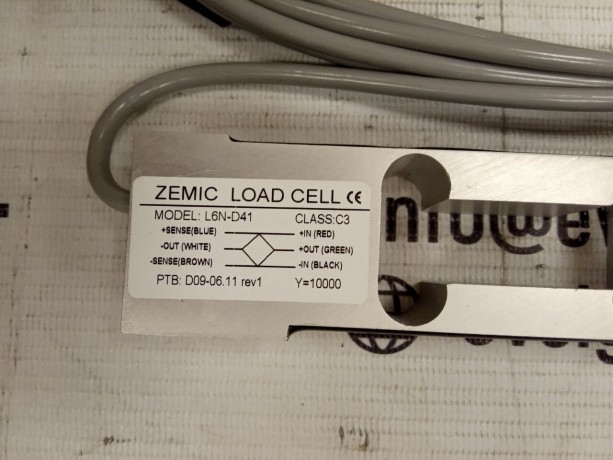 ZEMIC LOAD CELL CE
MODEL: L6N-D41 CLASS:C3
+SENSE(BLUE) +IN (RED)
-OUT (WHITE) +OUT (GREEN)
-SENSE(BROWN) -IN (BLACK)
PTB: D09-06.11 rev1 Y=10000